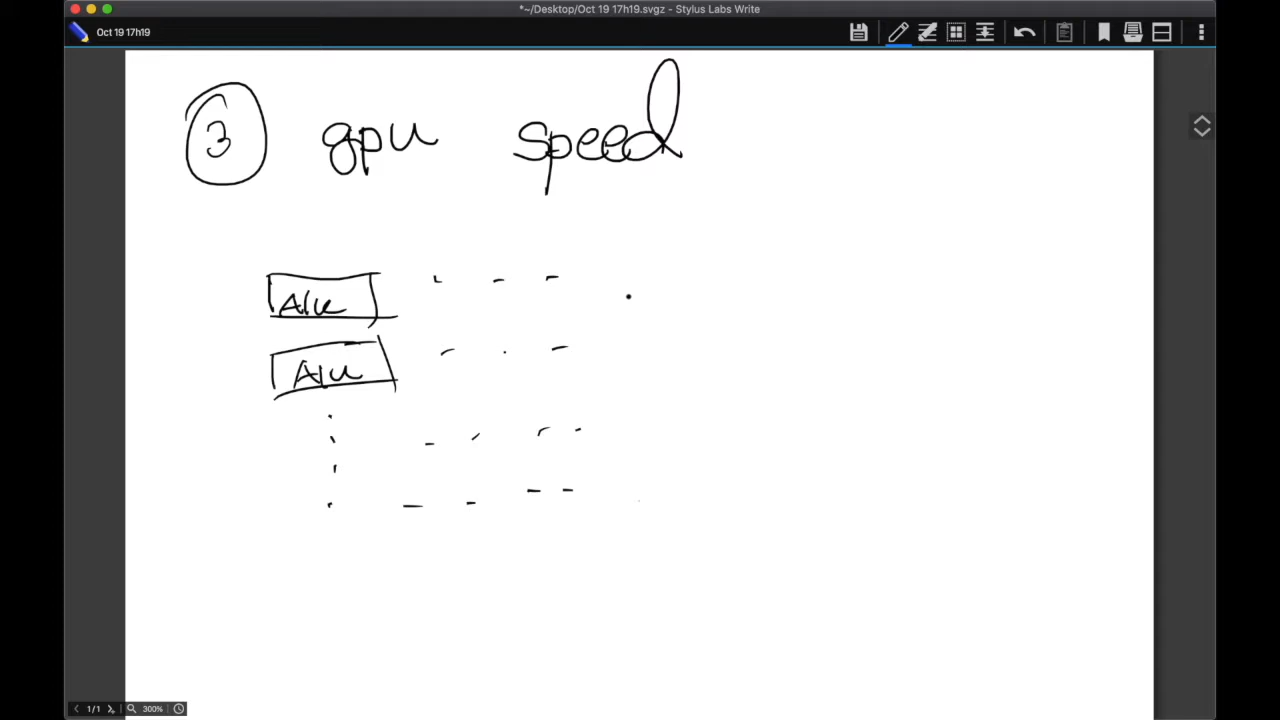 *~/Desktop/Oct 19 17h19.svgz - Stylus Labs Write
Oct 19 17h19
3 gpu speed
Alu
Alu
1/1 300%